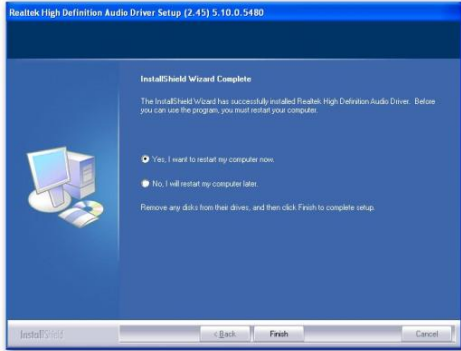 Realtek High Definition Audio Driver Setup (2.45) 5.10.0.5480
InstallShield Wizard Complete
The InstallShield Wizard has successfully installed Realtek High Definition Audio Driver. Before
you can use the program, you must restart your computer.
Yes, I want to restart my computer now.
No, I will restart my computer later.
Remove any disks from their drives, and then click Finish to complete setup.
InstallShield
< Back
Finish
Cancel